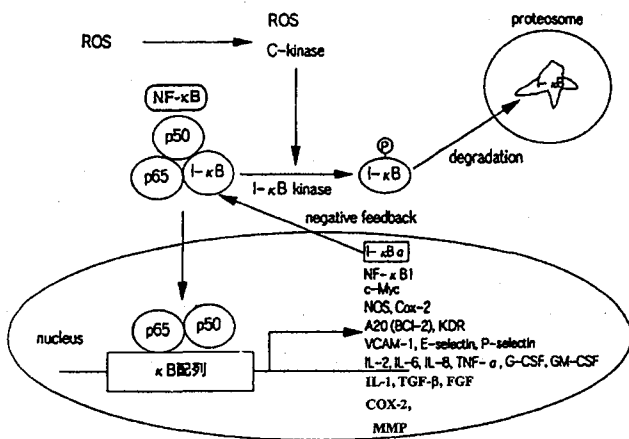 proteosome
ROS
ROS
C-kinase
NF-κB
I-κB
p50
P
p65
I-κB
I-κB
I-κB kinase
degradation
negative feedback
I-κBα
NF-κB1
c-Myc
NOS, Cox-2
A20 (BCl-2), KDR
VCAM-1, E-selectin, P-selectin
IL-2, IL-6, IL-8, TNF-α, G-CSF, GM-CSF
IL-1, TGF-β, FGF
COX-2,
MMP
nucleus
p65
p50
κB配列